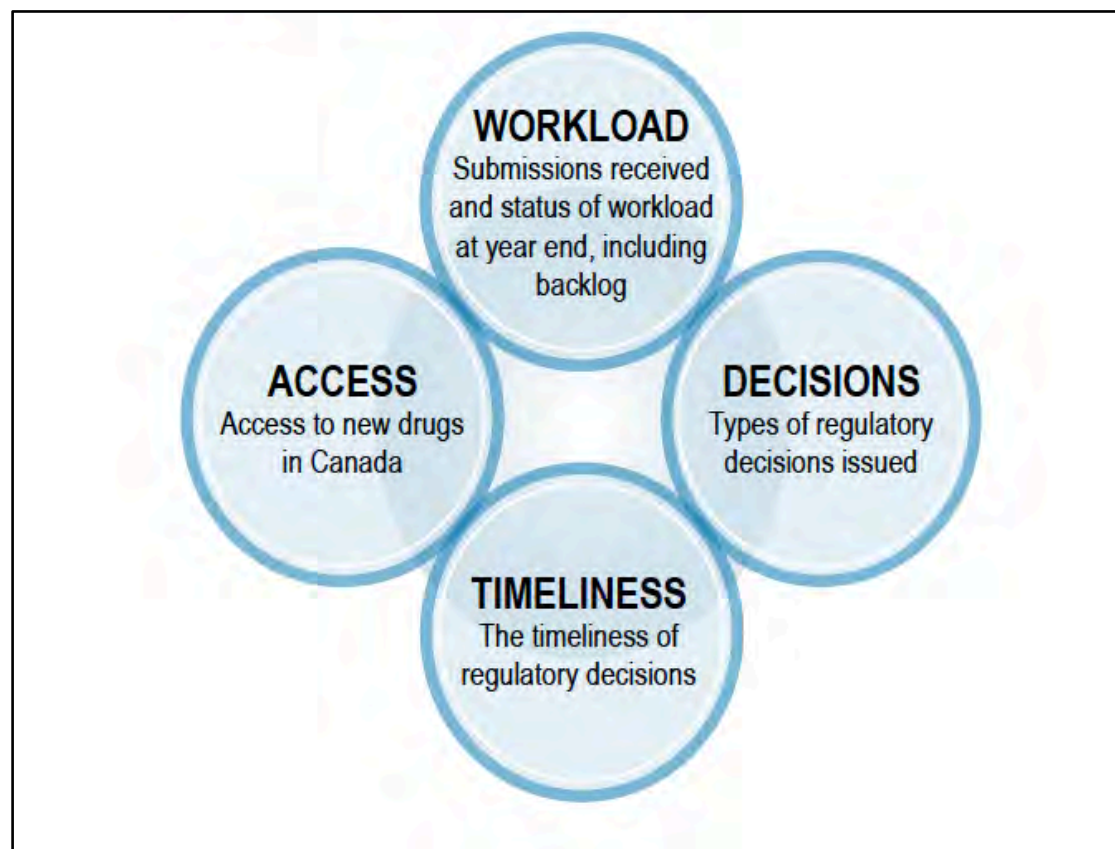 WORKLOAD
Submissions received
and status of workload
at year end, including
backlog
ACCESS
Access to new drugs
in Canada
DECISIONS
Types of regulatory
decisions issued
TIMELINESS
The timeliness of
regulatory decisions